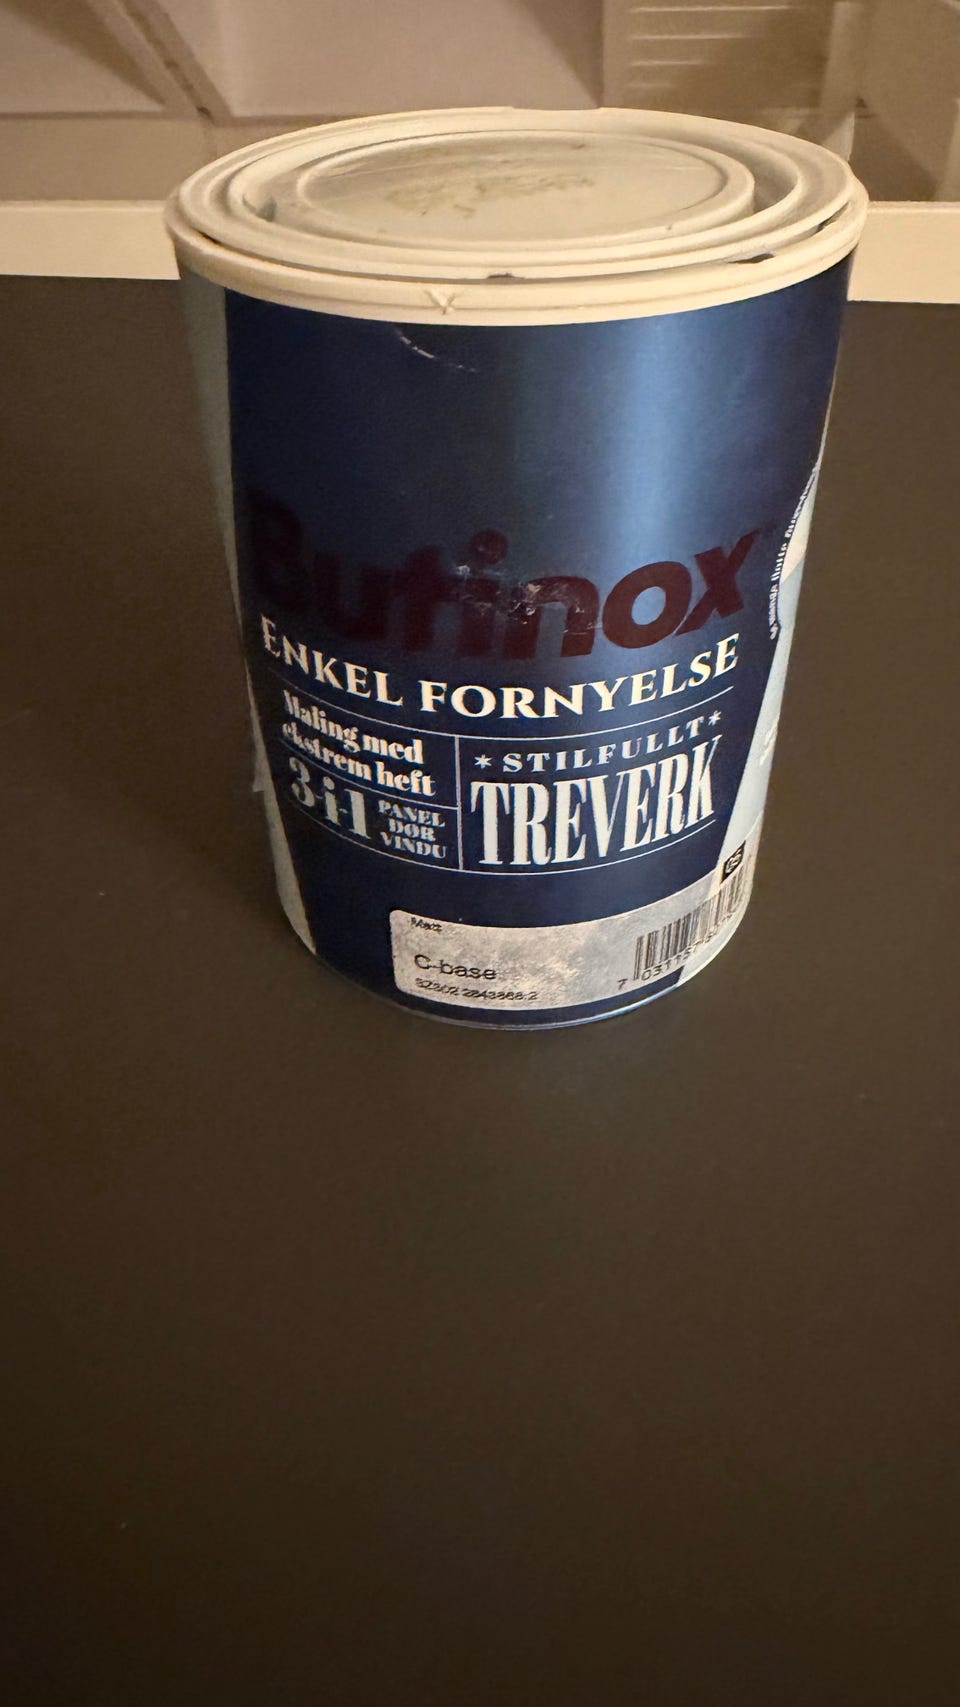 Butinox
ENKEL FORNYELSE
Maling med
ekstrem heft
3-i-1
PANEL
DØR
VINDU
*STILFULLT*
TREVERK
Matt
C-base